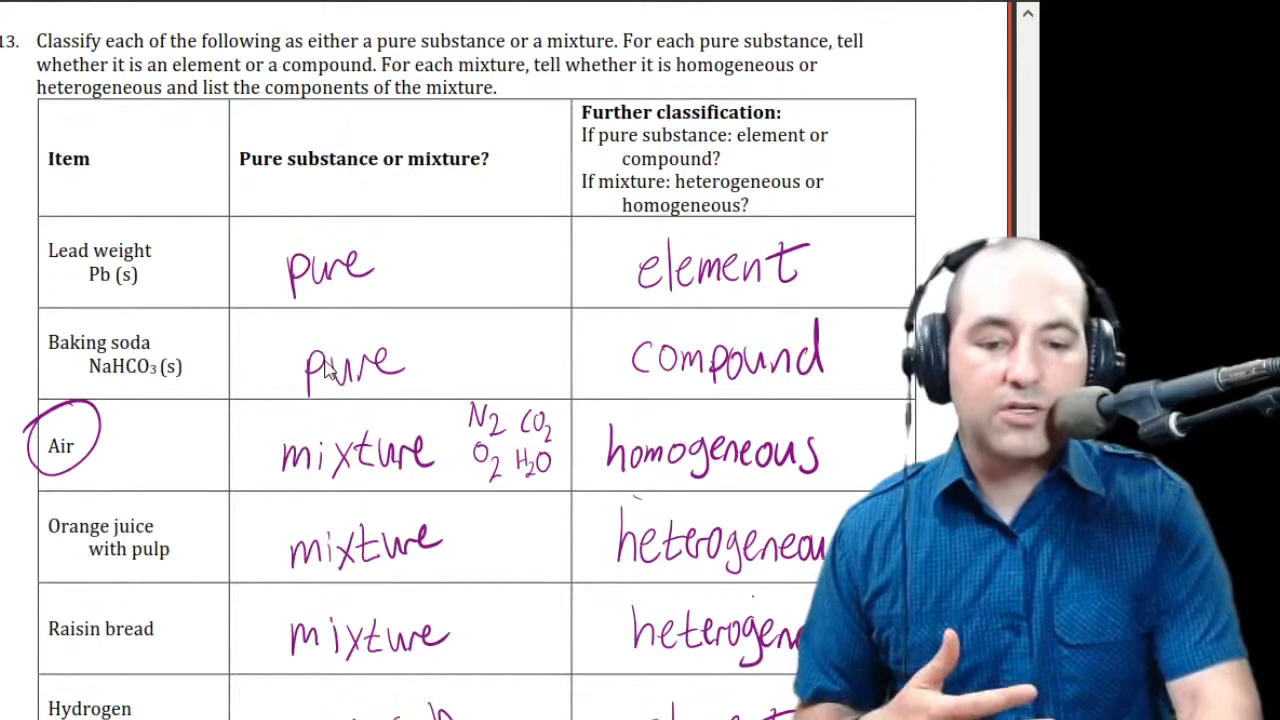 13. Classify each of the following as either a pure substance or a mixture. For each pure substance, tell
whether it is an element or a compound. For each mixture, tell whether it is homogeneous or
heterogeneous and list the components of the mixture.
Item
Pure substance or mixture?
Further classification:
If pure substance: element or
compound?
If mixture: heterogeneous or
homogeneous?
Lead weight
Pb (s)
pure
element
Baking soda
NaHCO₃ (s)
pure
compound
Air
mixture
N₂ CO₂
O₂ H₂O
homogeneous
Orange juice
with pulp
mixture
heterogeneou
Raisin bread
mixture
heterogen
Hydrogen